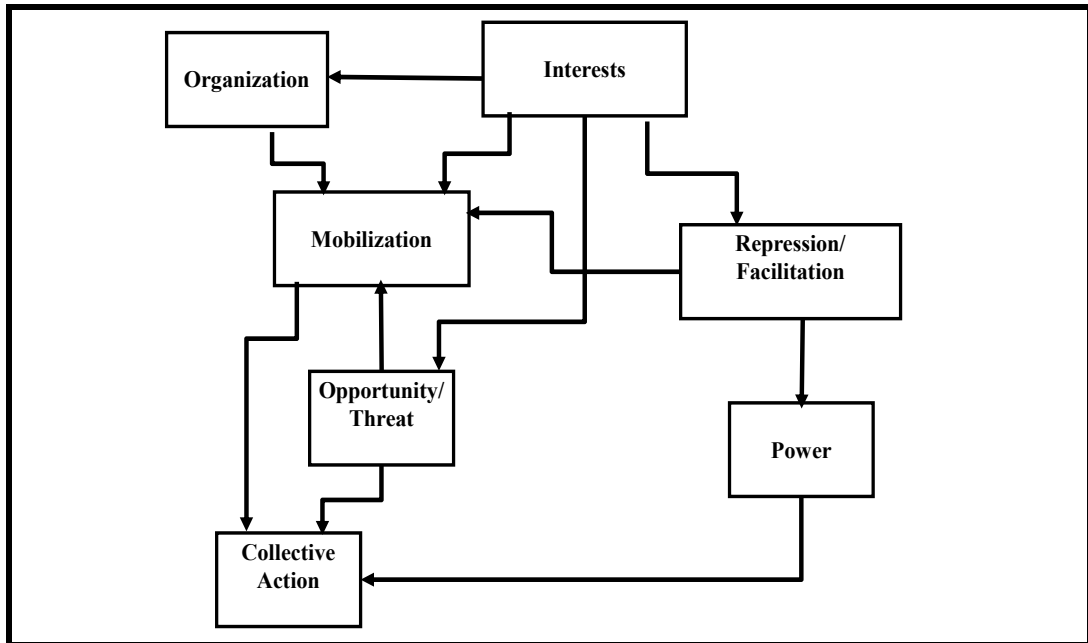 Organization
Interests
Mobilization
Repression/
Facilitation
Opportunity/
Threat
Power
Collective
Action